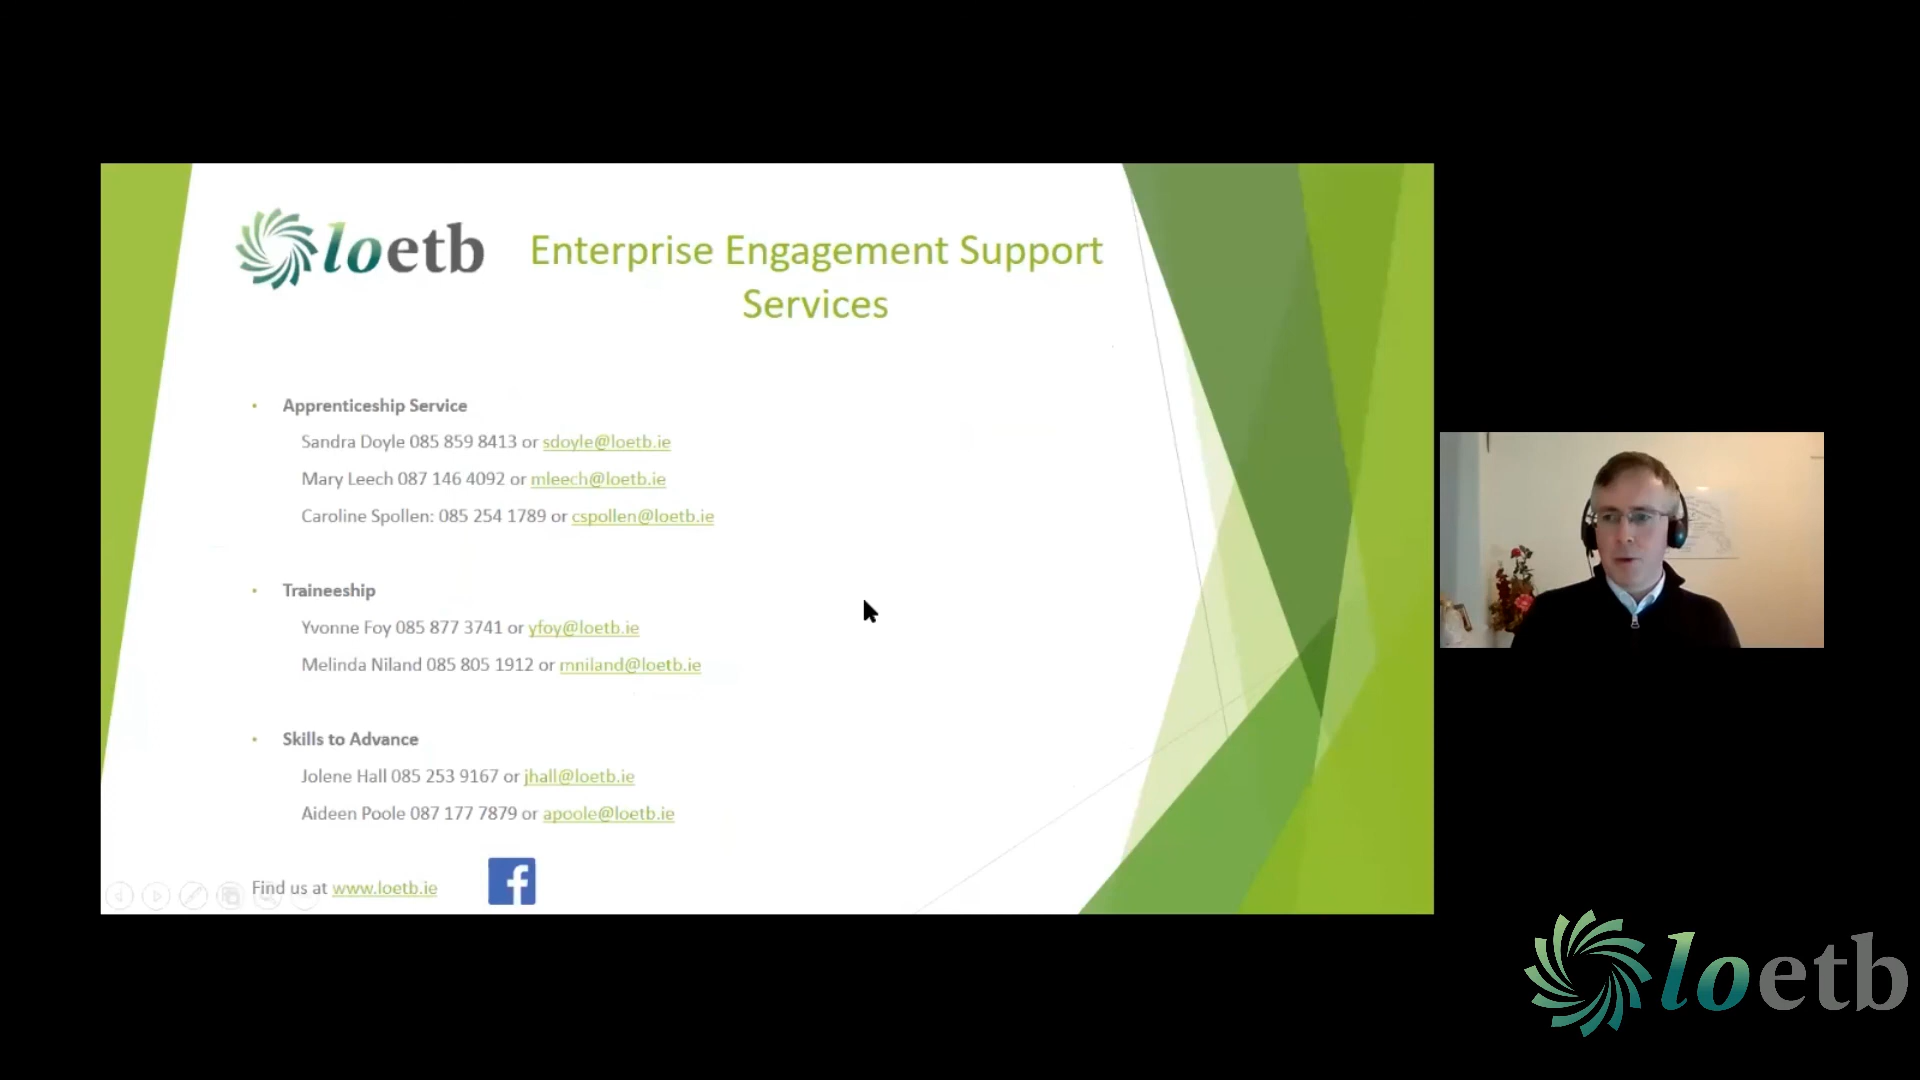 loetb
Enterprise Engagement Support
Services
• Apprenticeship Service
Sandra Doyle 085 859 8413 or sdoyle@loetb.ie
Mary Leech 087 146 4092 or mleech@loetb.ie
Caroline Spollen: 085 254 1789 or cspollen@loetb.ie
• Traineeship
Yvonne Foy 085 877 3741 or yfoy@loetb.ie
Melinda Niland 085 805 1912 or mniland@loetb.ie
• Skills to Advance
Jolene Hall 085 253 9167 or jhall@loetb.ie
Aideen Poole 087 177 7879 or apoole@loetb.ie
Find us at www.loetb.ie
f
loetb